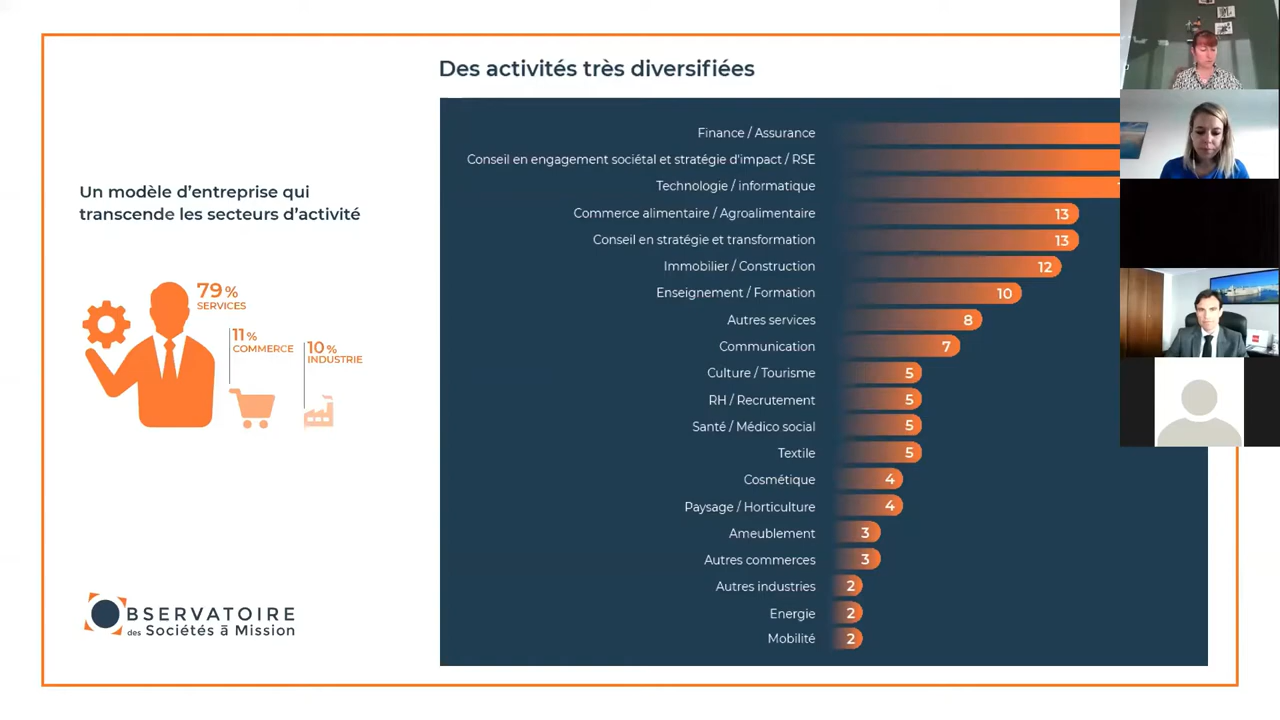 Des activités très diversifiées
Un modèle d'entreprise qui
transcende les secteurs d'activité
79 %
SERVICES
11 %
COMMERCE
10 %
INDUSTRIE
Finance / Assurance
Conseil en engagement sociétal et stratégie d'impact / RSE
Technologie / informatique
Commerce alimentaire / Agroalimentaire 13
Conseil en stratégie et transformation 13
Immobilier / Construction 12
Enseignement / Formation 10
Autres services 8
Communication 7
Culture / Tourisme 5
RH / Recrutement 5
Santé / Médico social 5
Textile 5
Cosmétique 4
Paysage / Horticulture 4
Ameublement 3
Autres commerces 3
Autres industries 2
Energie 2
Mobilité 2
OBSERVATOIRE
des Sociétés à Mission